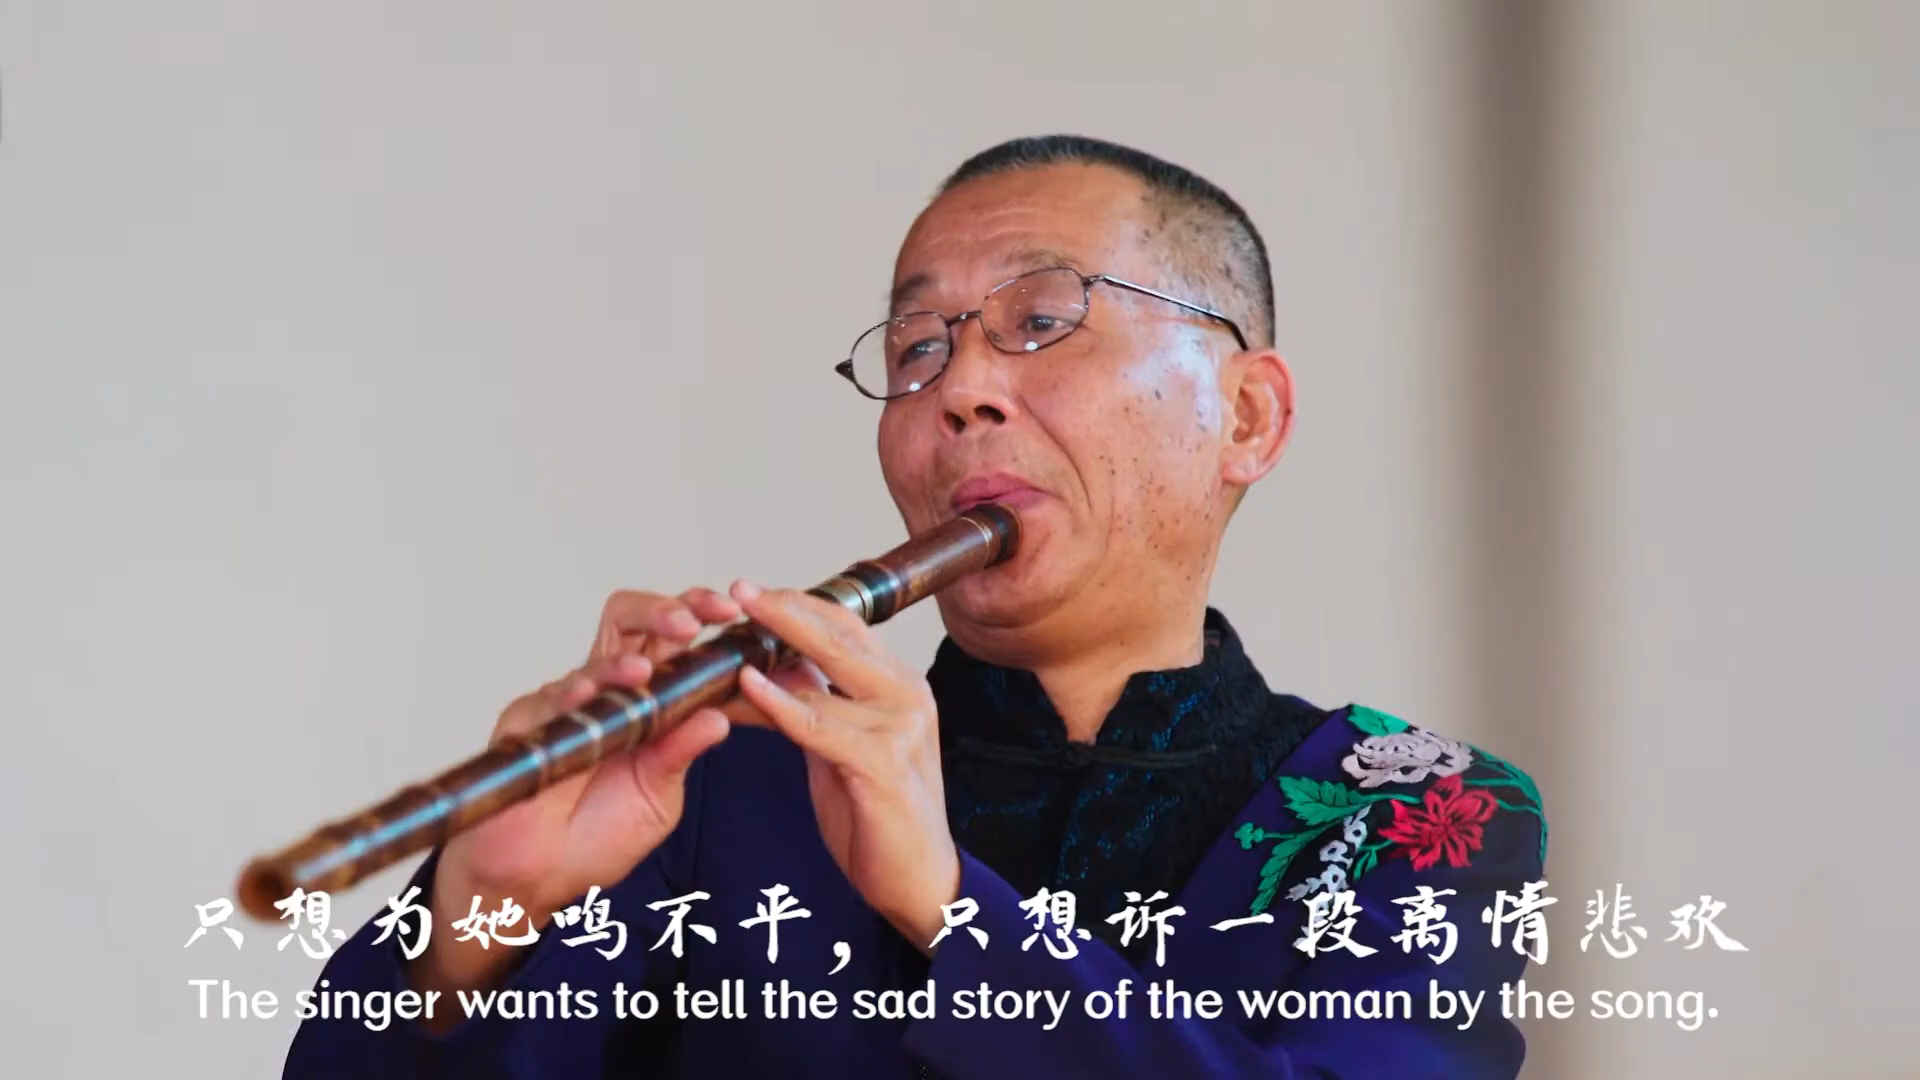 只想为她鸣不平，只想诉一段离情悲欢
The singer wants to tell the sad story of the woman by the song.